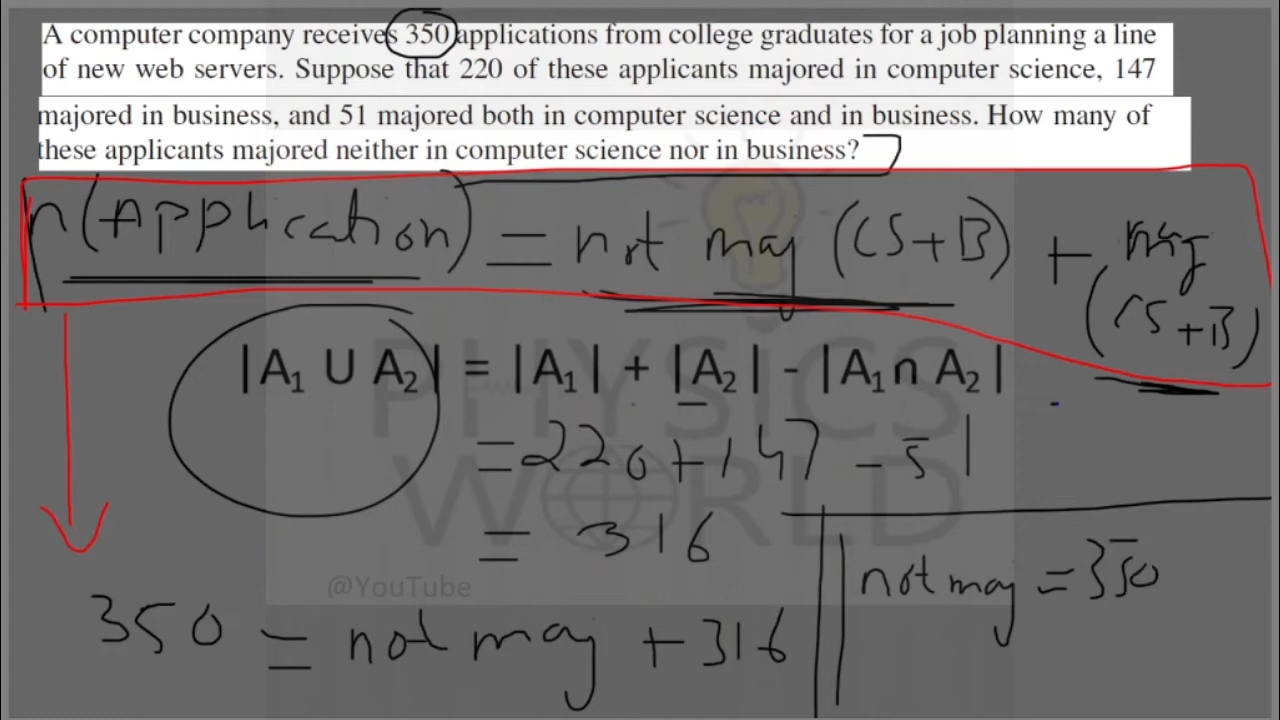 A computer company receives 350 applications from college graduates for a job planning a line
of new web servers. Suppose that 220 of these applicants majored in computer science, 147
majored in business, and 51 majored both in computer science and in business. How many of
these applicants majored neither in computer science nor in business?
n(Application) = not maj (CS+B) + maj (CS+B)
|A₁ U A₂| = |A₁| + |A₂| - |A₁ n A₂|
PHYSICS
= 220+147 - 51
WORLD
= 316
not maj = 350
@YouTube
350 = not maj + 316